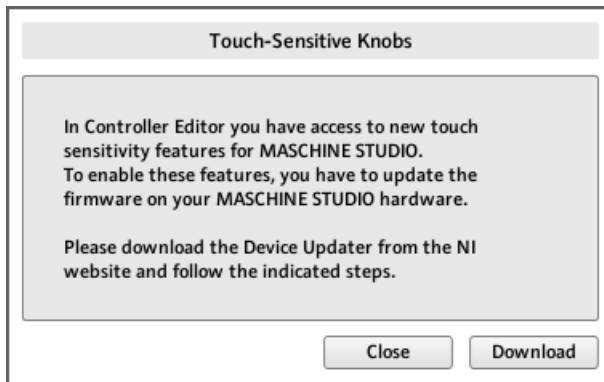 Touch-Sensitive Knobs
In Controller Editor you have access to new touch
sensitivity features for MASCHINE STUDIO.
To enable these features, you have to update the
firmware on your MASCHINE STUDIO hardware.
Please download the Device Updater from the NI
website and follow the indicated steps.
Close Download